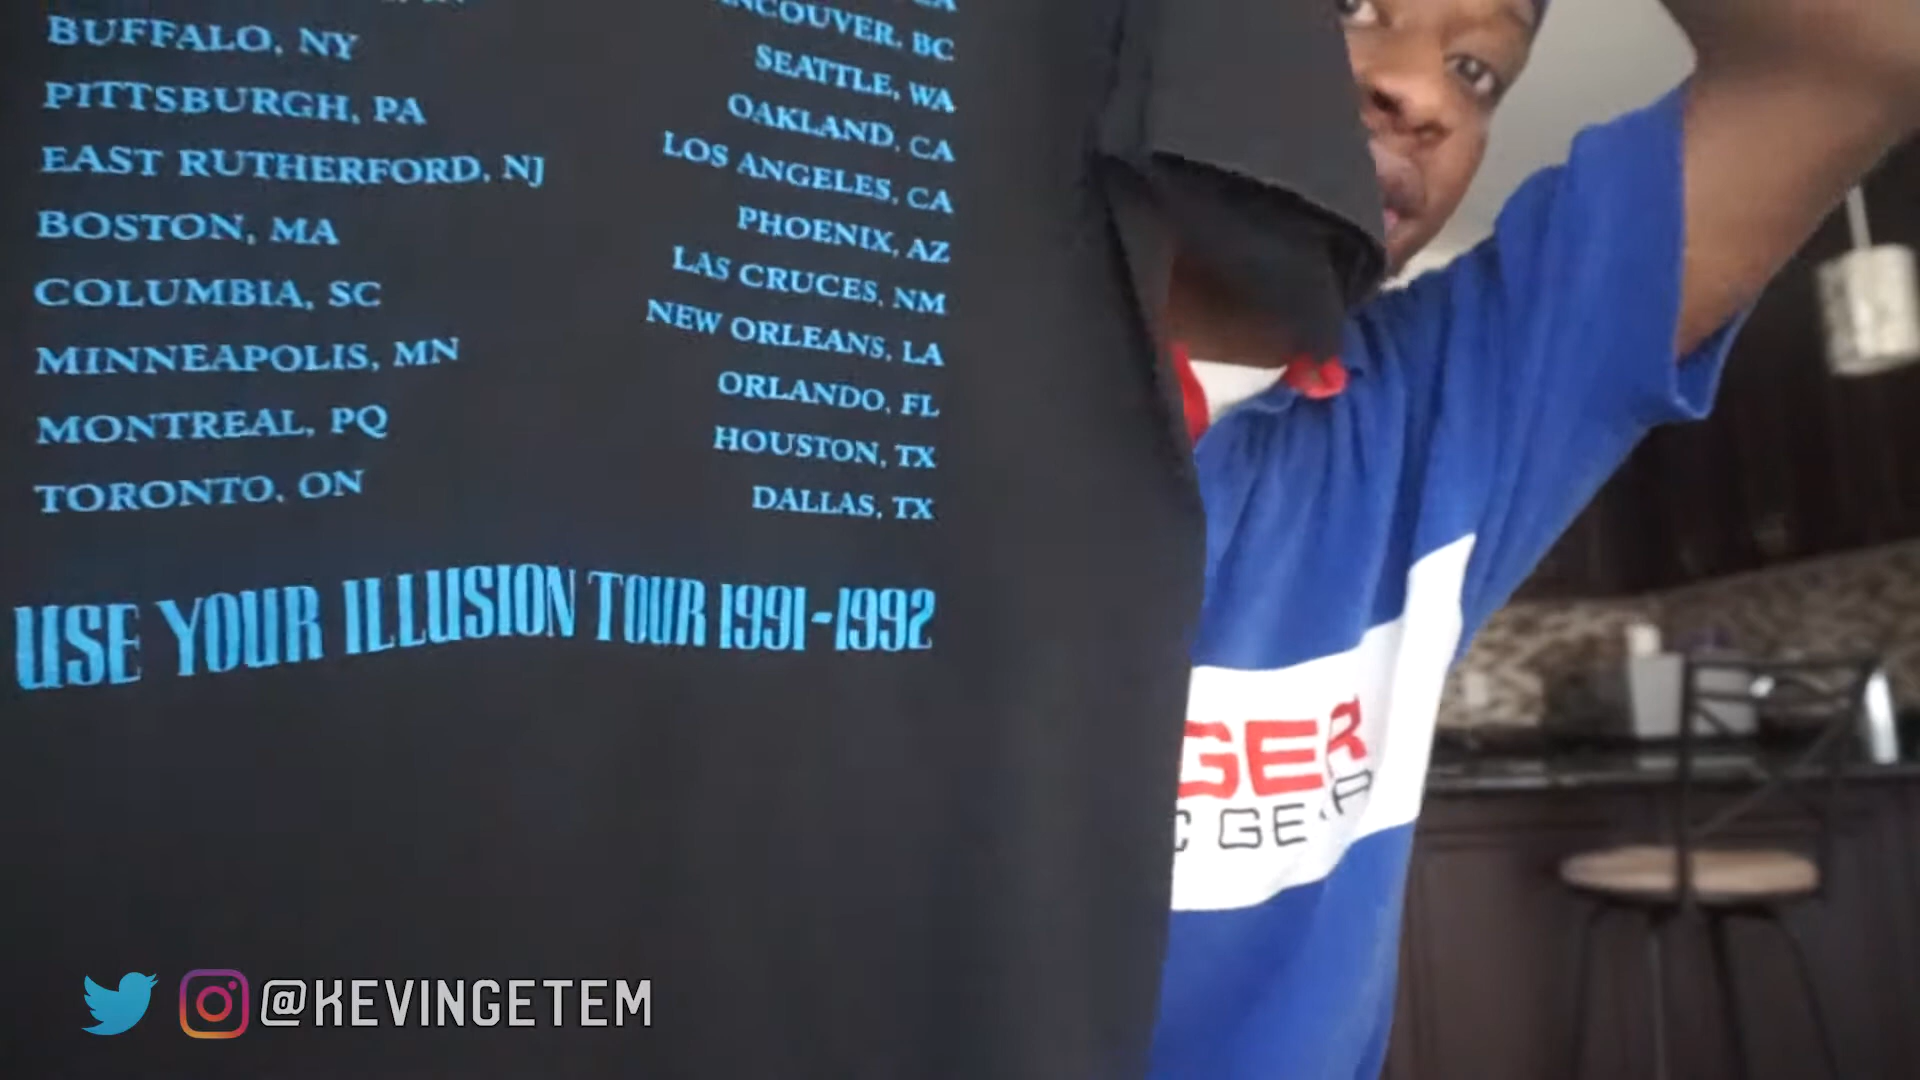 BUFFALO, NY
PITTSBURGH, PA
EAST RUTHERFORD, NJ
BOSTON, MA
COLUMBIA, SC
MINNEAPOLIS, MN
MONTREAL, PQ
TORONTO, ON
SEATTLE, WA
OAKLAND, CA
LOS ANGELES, CA
PHOENIX, AZ
LAS CRUCES, NM
NEW ORLEANS, LA
ORLANDO, FL
HOUSTON, TX
DALLAS, TX
USE YOUR ILLUSION TOUR 1991-1992
GER
C GEAR
@KEVINGETEM